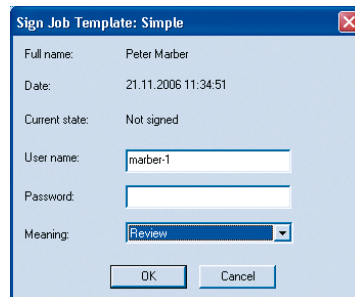 Sign Job Template: Simple
Full name: Peter Marber
Date: 21.11.2006 11:34:51
Current state: Not signed
User name: marber-1
Password:
Meaning: Review
OK Cancel